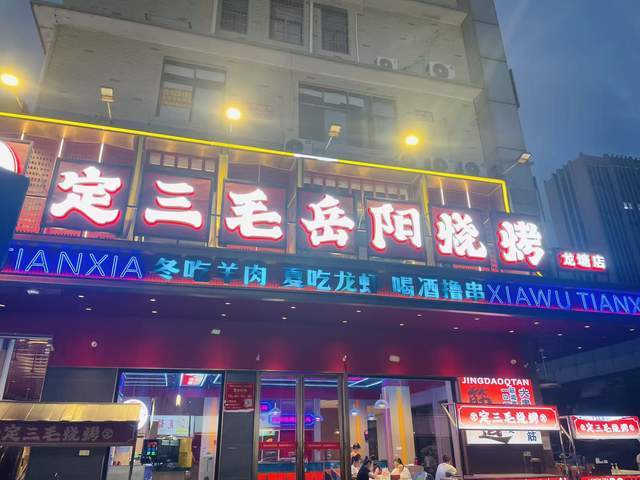 定三毛岳阳烧烤
龙塘店
TIANXIA 冬吃羊肉 夏吃龙虾 喝酒撸串 XIAWU TIANX
JINGDAOQTAN
筋
定三毛烧烤
定三毛烧烤
定三毛烧烤